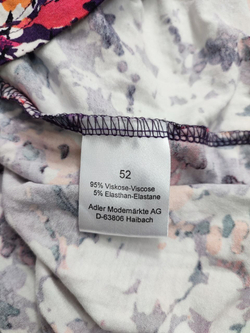 52
95% Viskose-Viscose
5% Elasthan-Elastane
Adler Modemärkte AG
D-63806 Haibach